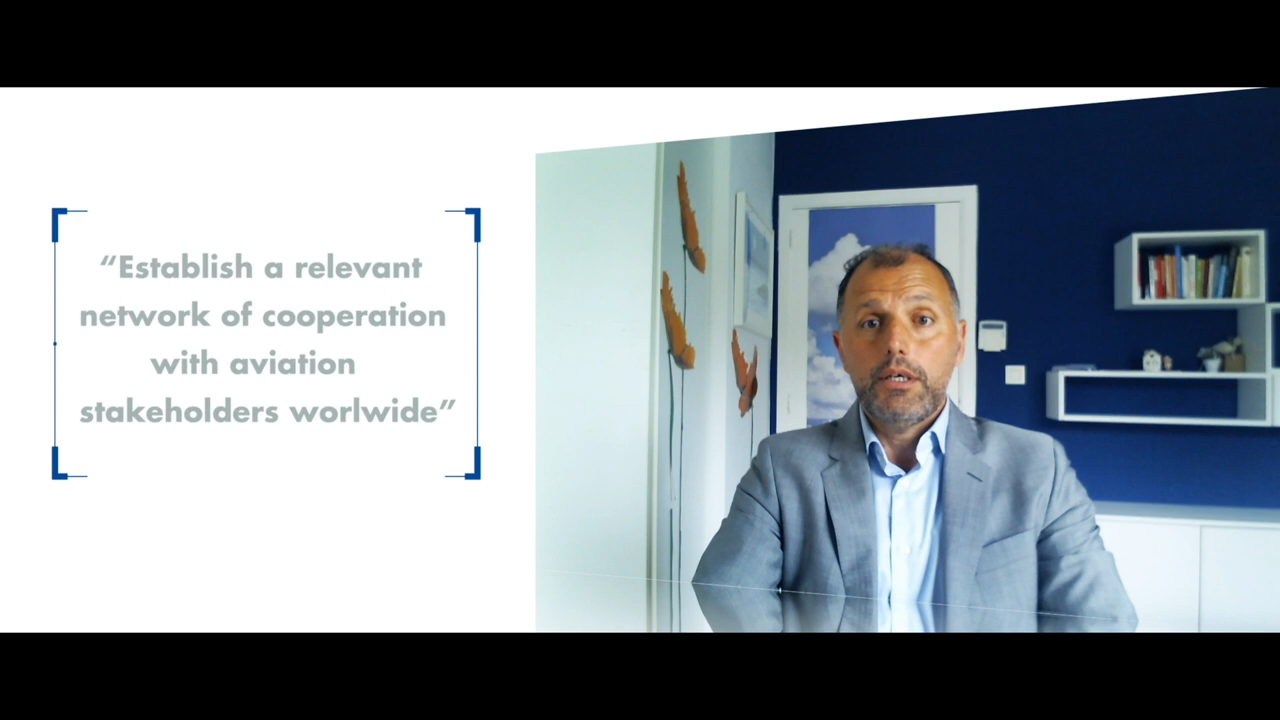 “Establish a relevant
network of cooperation
with aviation
stakeholders worlwide”